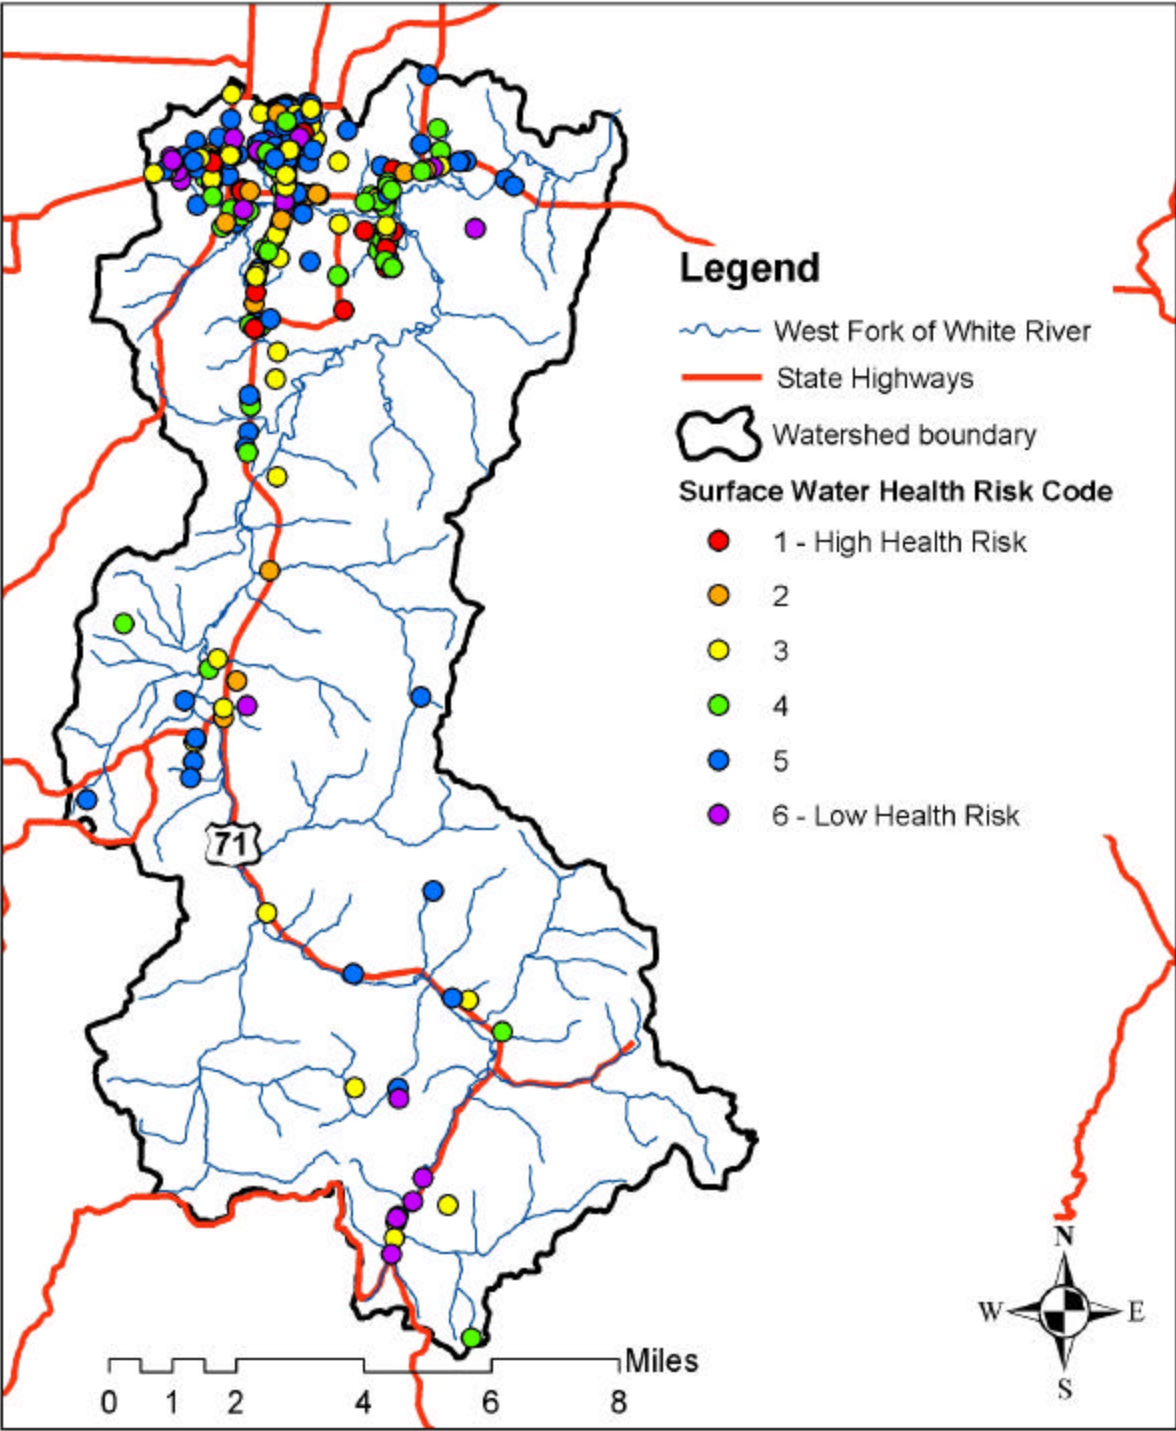 Legend
West Fork of White River
State Highways
Watershed boundary
Surface Water Health Risk Code
1 - High Health Risk
2
3
4
5
6 - Low Health Risk
71
N
W E
S
Miles
0 1 2 4 6 8